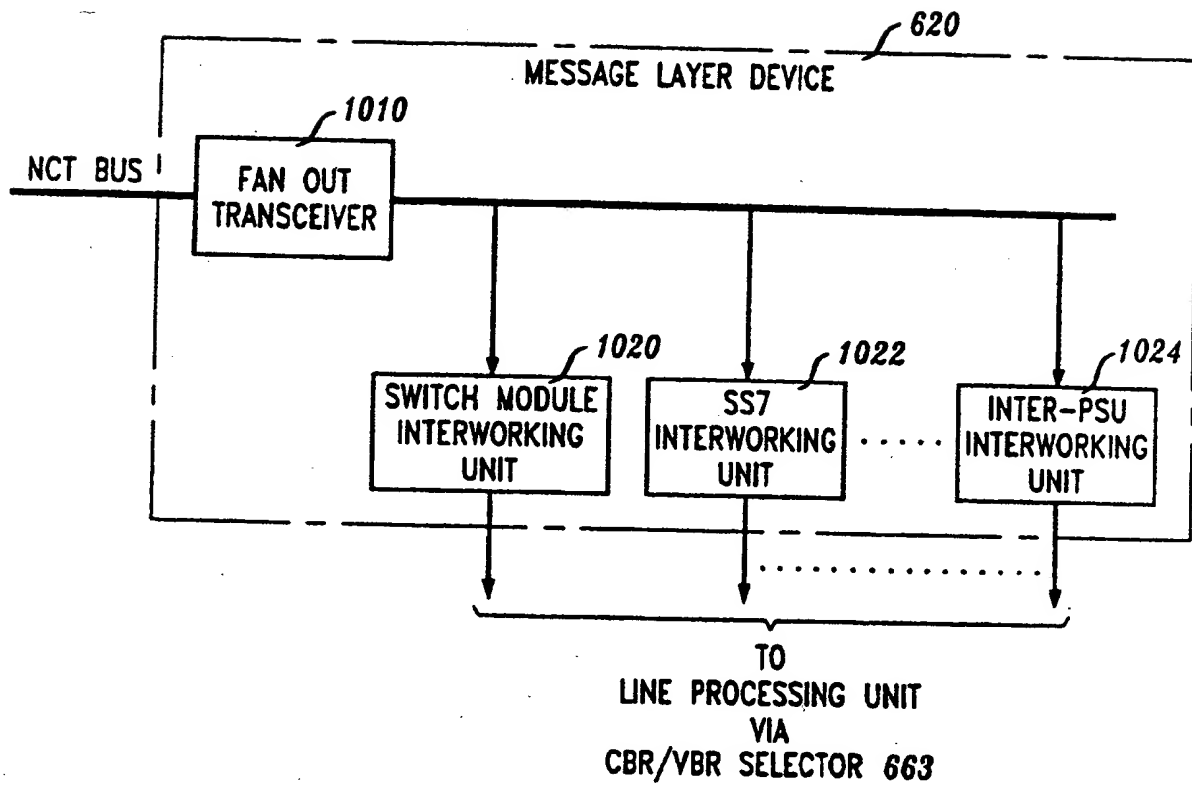 620
MESSAGE LAYER DEVICE
1010
NCT BUS
FAN OUT
TRANSCEIVER
1020
SWITCH MODULE
INTERWORKING
UNIT
1022
SS7
INTERWORKING
UNIT
1024
INTER-PSU
INTERWORKING
UNIT
TO
LINE PROCESSING UNIT
VIA
CBR/VBR SELECTOR 663